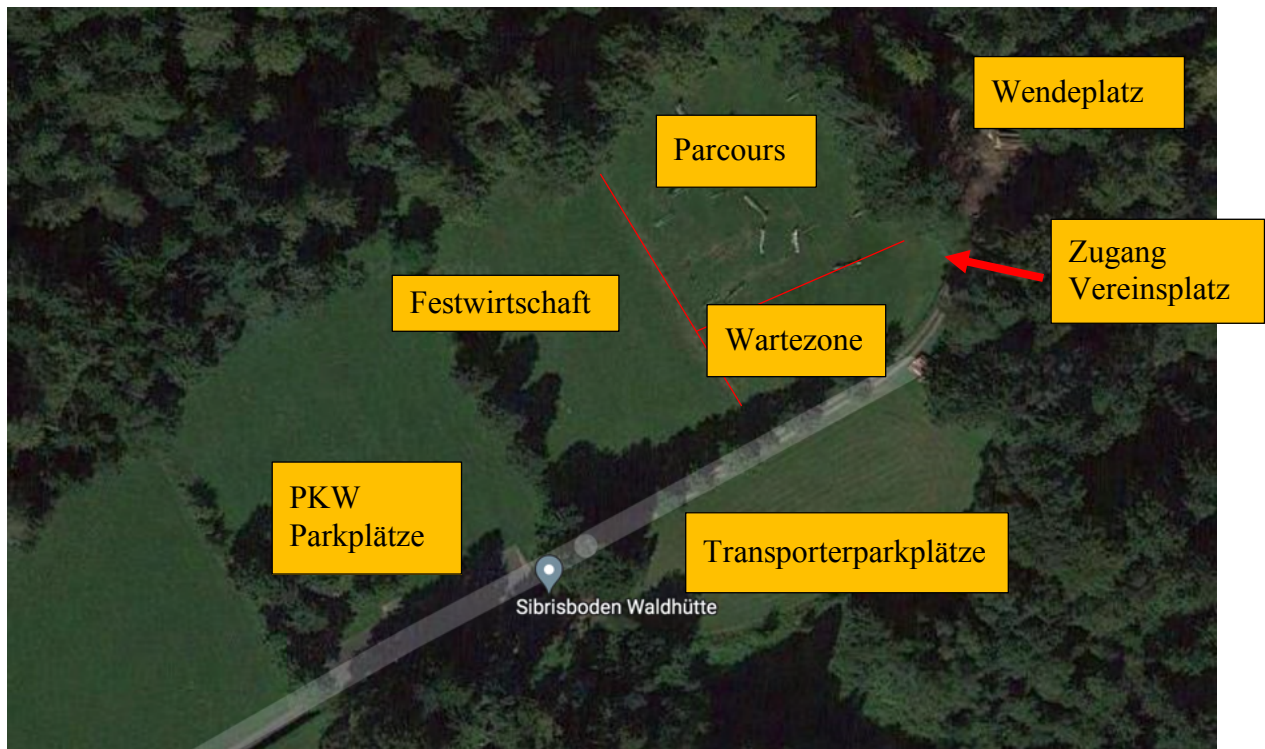 Wendeplatz
Parcours
Zugang
Vereinsplatz
Festwirtschaft
Wartezone
PKW
Parkplätze
Transporterparkplätze
Sibrisboden Waldhütte